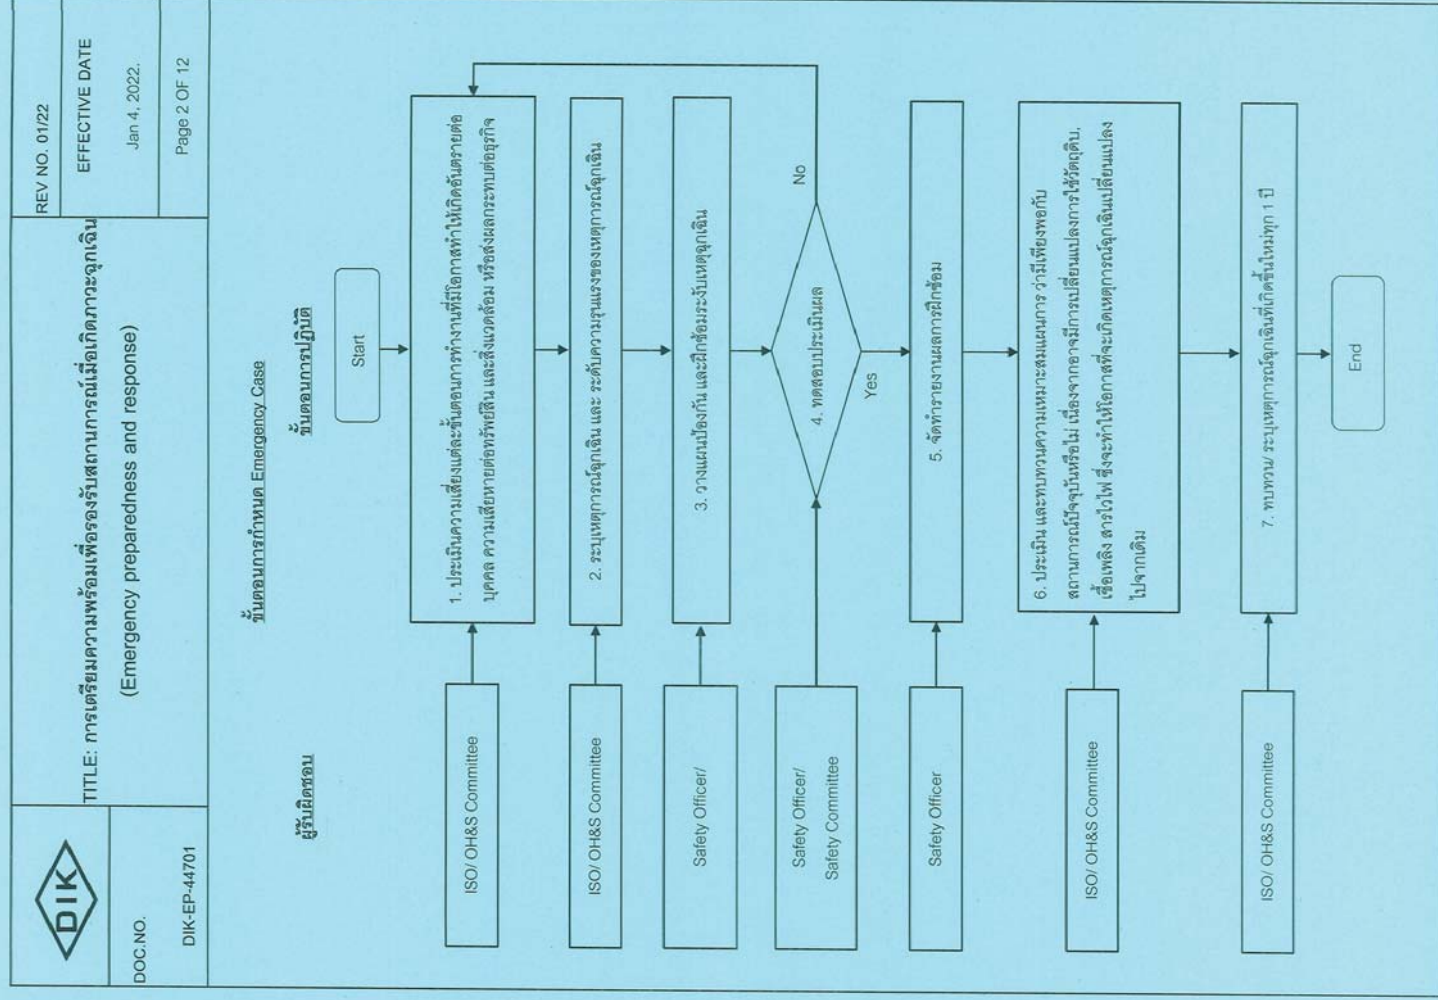 DIK
DOC.NO.
DIK-EP-44701
TITLE: การเตรียมความพร้อมเพื่อรองรับสถานการณ์เมื่อเกิดภาวะฉุกเฉิน
(Emergency preparedness and response)
REV NO. 01/22
EFFECTIVE DATE
Jan 4, 2022.
Page 2 OF 12
ขั้นตอนการกำหนด Emergency Case
ผู้รับผิดชอบ
ขั้นตอนการปฏิบัติ
Start
ISO/ OH&S Committee
1. ประเมินความเสี่ยงแต่ละขั้นตอนการทำงานที่มีโอกาสทำให้เกิดอันตรายต่อ
บุคคล ความเสียหายต่อทรัพย์สิน และสิ่งแวดล้อม หรือส่งผลกระทบต่อธุรกิจ
ISO/ OH&S Committee
2. ระบุเหตุการณ์ฉุกเฉิน และ ระดับความรุนแรงของเหตุการณ์ฉุกเฉิน
Safety Officer/
3. วางแผนป้องกัน และฝึกซ้อมระงับเหตุฉุกเฉิน
Safety Officer/
Safety Committee
4. ทดสอบประเมินผล
No
Yes
Safety Officer
5. จัดทำรายงานผลการฝึกซ้อม
ISO/ OH&S Committee
6. ประเมิน และทบทวนความเหมาะสมแผนการ ว่ามีเพียงพอกับ
สถานการณ์ปัจจุบันหรือไม่ เนื่องจากอาจมีการเปลี่ยนแปลงการใช้วัตถุดิบ,
เชื้อเพลิง สารไวไฟ ซึ่งจะทำให้โอกาสที่จะเกิดเหตุการณ์ฉุกเฉินเปลี่ยนแปลง
ไปจากเดิม
ISO/ OH&S Committee
7. ทบทวน/ ระบุเหตุการณ์ฉุกเฉินที่เกิดขึ้นใหม่ทุก 1 ปี
End